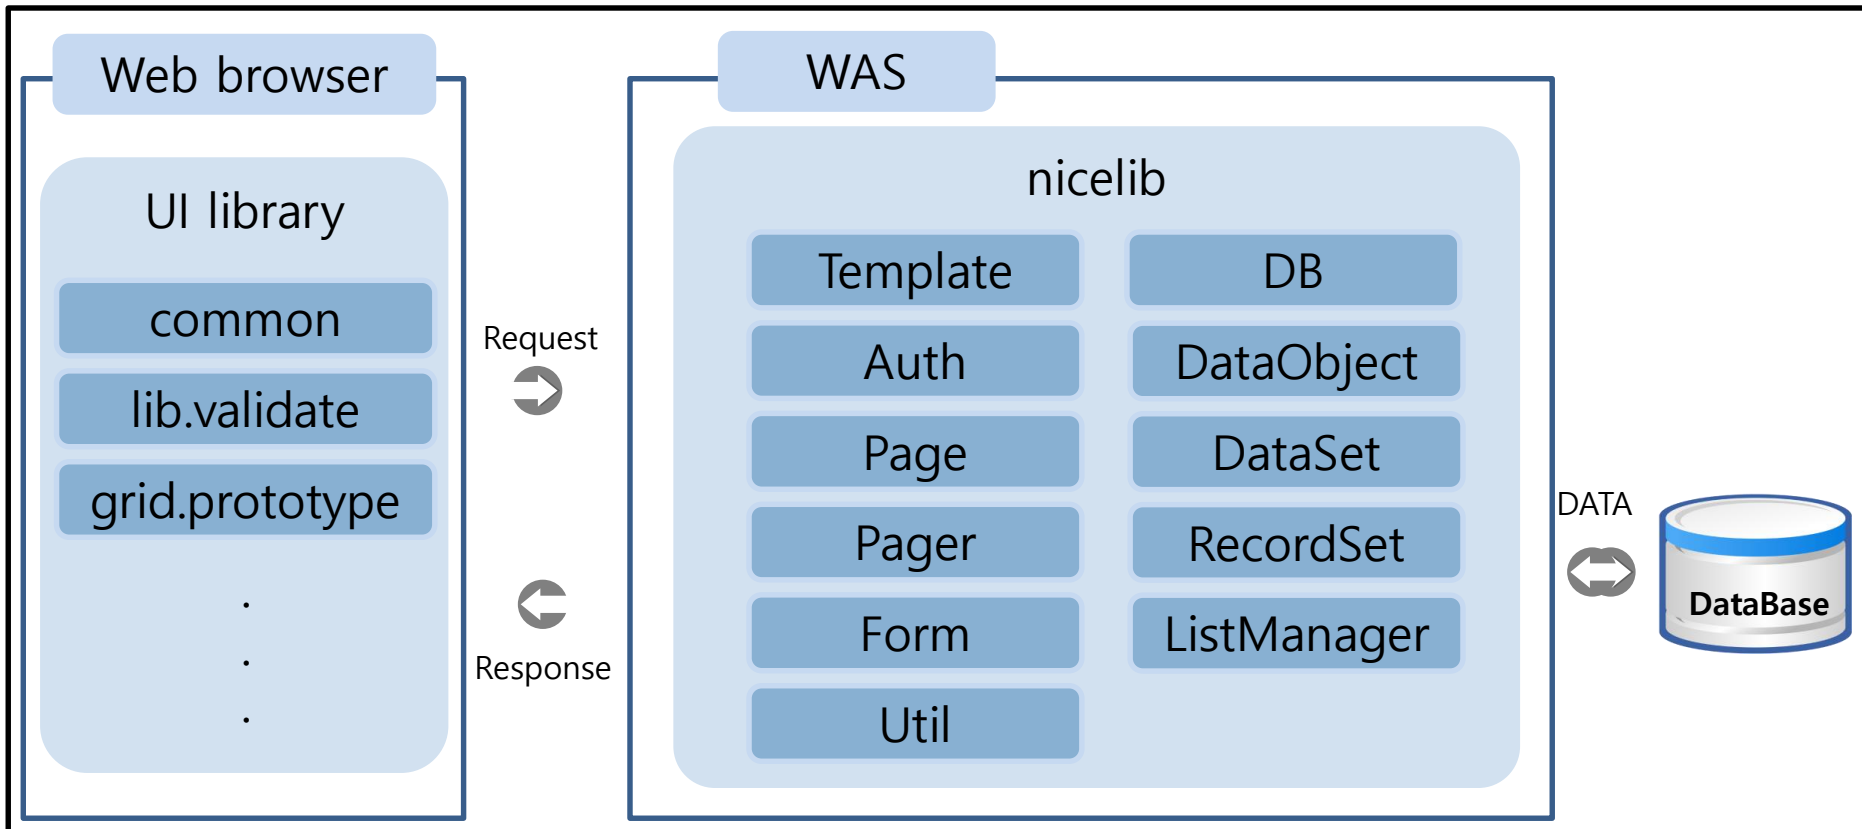 Web browser
UI library
common
lib.validate
grid.prototype
.
.
.
Request
Response
WAS
nicelib
Template
Auth
Page
Pager
Form
Util
DB
DataObject
DataSet
RecordSet
ListManager
DATA
DataBase